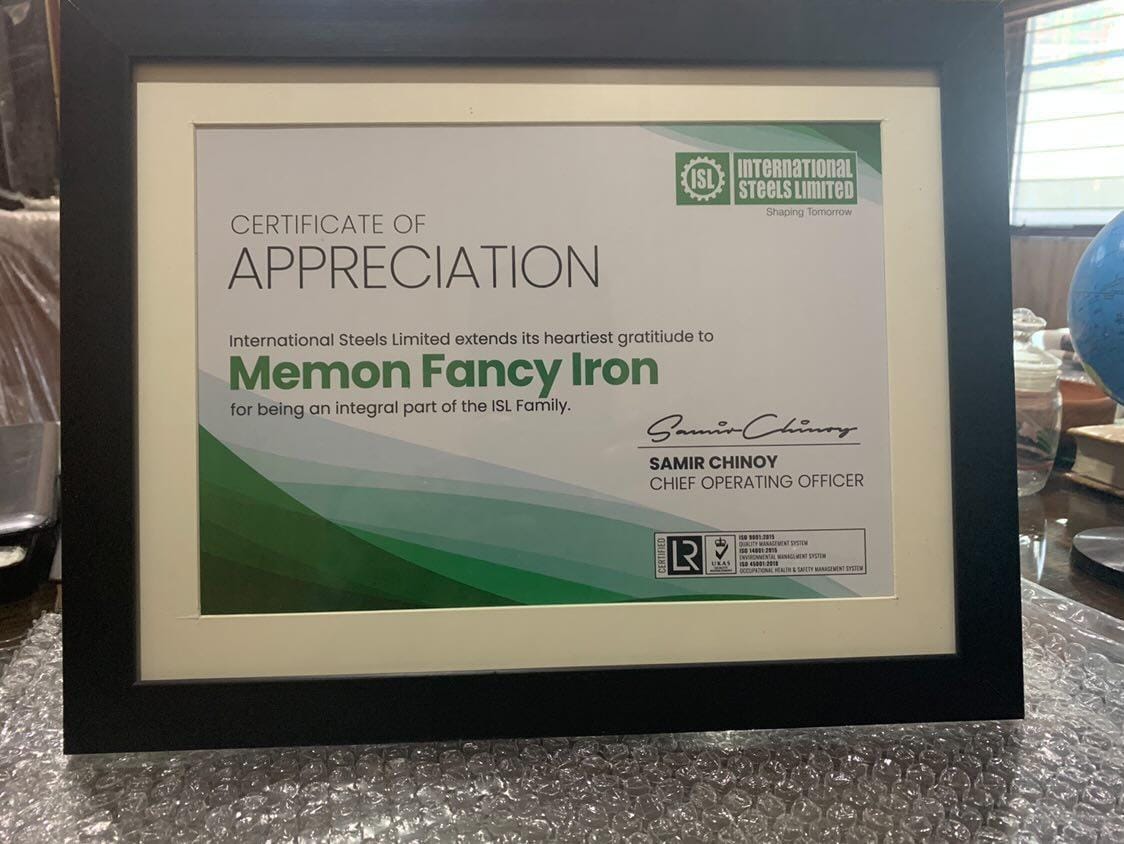 ISL
INTERNATIONAL
STEELS LIMITED
Shaping Tomorrow
CERTIFICATE OF
APPRECIATION
International Steels Limited extends its heartiest gratitiude to
Memon Fancy Iron
for being an integral part of the ISL Family.
Samir Chinoy
SAMIR CHINOY
CHIEF OPERATING OFFICER
CERTIFIED
LR
UKAS
ISO 9001:2015
QUALITY MANAGEMENT SYSTEM
ISO 14001:2015
ENVIRONMENTAL MANAGEMENT SYSTEM
ISO 45001:2018
OCCUPATIONAL HEALTH & SAFETY MANAGEMENT SYSTEM